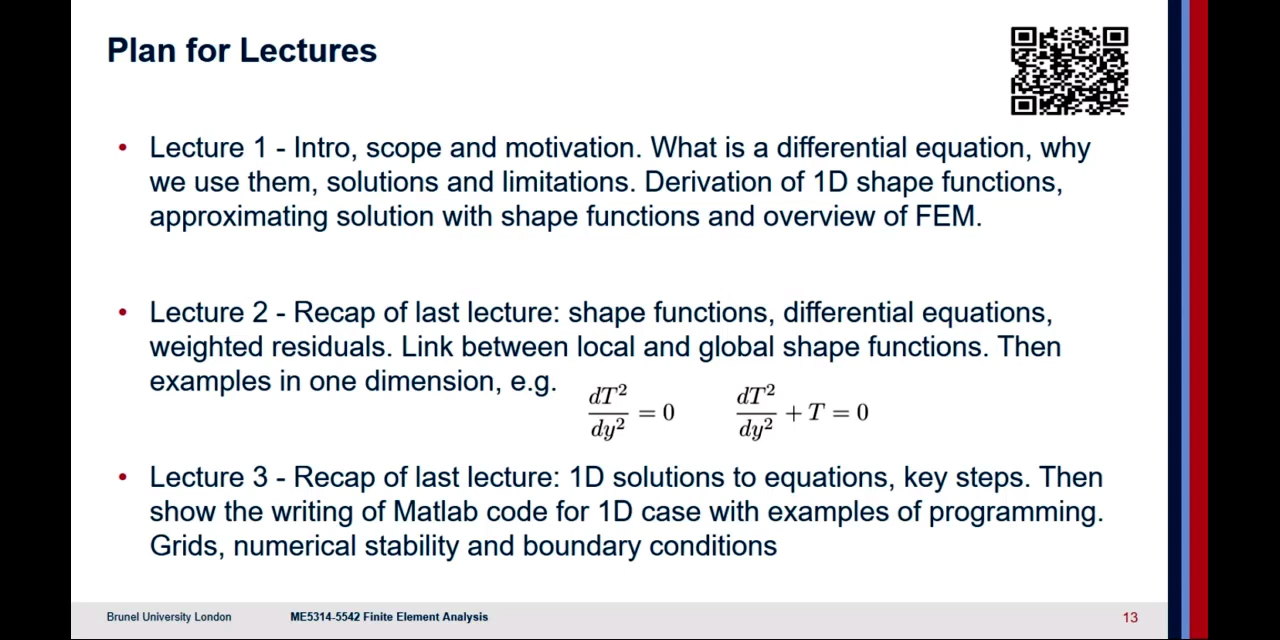 Plan for Lectures
• Lecture 1 - Intro, scope and motivation. What is a differential equation, why
we use them, solutions and limitations. Derivation of 1D shape functions,
approximating solution with shape functions and overview of FEM.
• Lecture 2 - Recap of last lecture: shape functions, differential equations,
weighted residuals. Link between local and global shape functions. Then
examples in one dimension, e.g.
dT²/dy² = 0 dT²/dy² + T = 0
• Lecture 3 - Recap of last lecture: 1D solutions to equations, key steps. Then
show the writing of Matlab code for 1D case with examples of programming.
Grids, numerical stability and boundary conditions
Brunel University London ME5314-5542 Finite Element Analysis 13